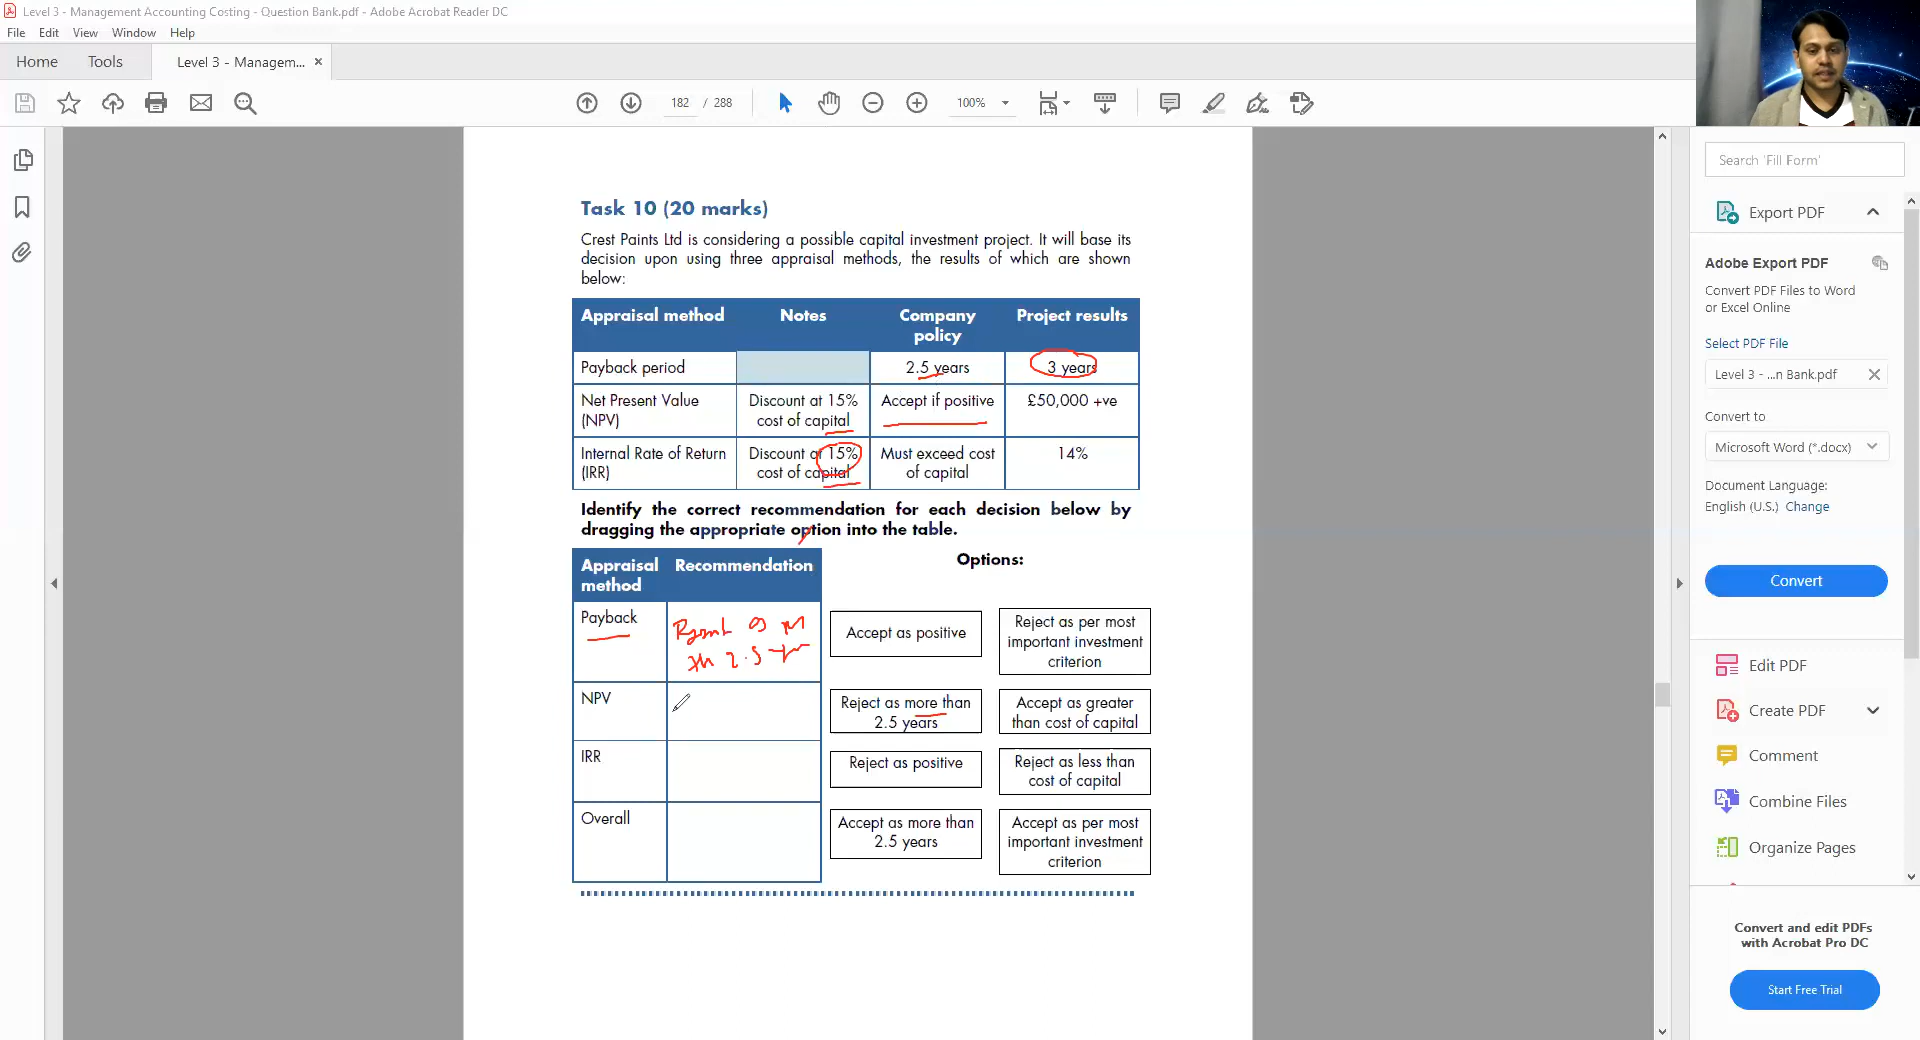 Level 3 - Management Accounting Costing - Question Bank.pdf - Adobe Acrobat Reader DC
File Edit View Window Help
Home Tools Level 3 - Managem... ×
182 / 288 100%
Task 10 (20 marks)
Crest Paints Ltd is considering a possible capital investment project. It will base its
decision upon using three appraisal methods, the results of which are shown
below:
Appraisal method Notes Company policy Project results
Payback period 2.5 years 3 years
Net Present Value (NPV) Discount at 15% cost of capital Accept if positive £50,000 +ve
Internal Rate of Return (IRR) Discount at 15% cost of capital Must exceed cost of capital 14%
Identify the correct recommendation for each decision below by
dragging the appropriate option into the table.
Appraisal method Recommendation
Payback
2.5
NPV
IRR
Overall
Options:
Accept as positive
Reject as per most
important investment
criterion
Reject as more than
2.5 years
Accept as greater
than cost of capital
Reject as positive
Reject as less than
cost of capital
Accept as more than
2.5 years
Accept as per most
important investment
criterion
Search 'Fill Form'
Export PDF
Adobe Export PDF
Convert PDF Files to Word
or Excel Online
Select PDF File
Level 3 - ...n Bank.pdf
Convert to
Microsoft Word (*.docx)
Document Language:
English (U.S.) Change
Convert
Edit PDF
Create PDF
Comment
Combine Files
Organize Pages
Convert and edit PDFs
with Acrobat Pro DC
Start Free Trial